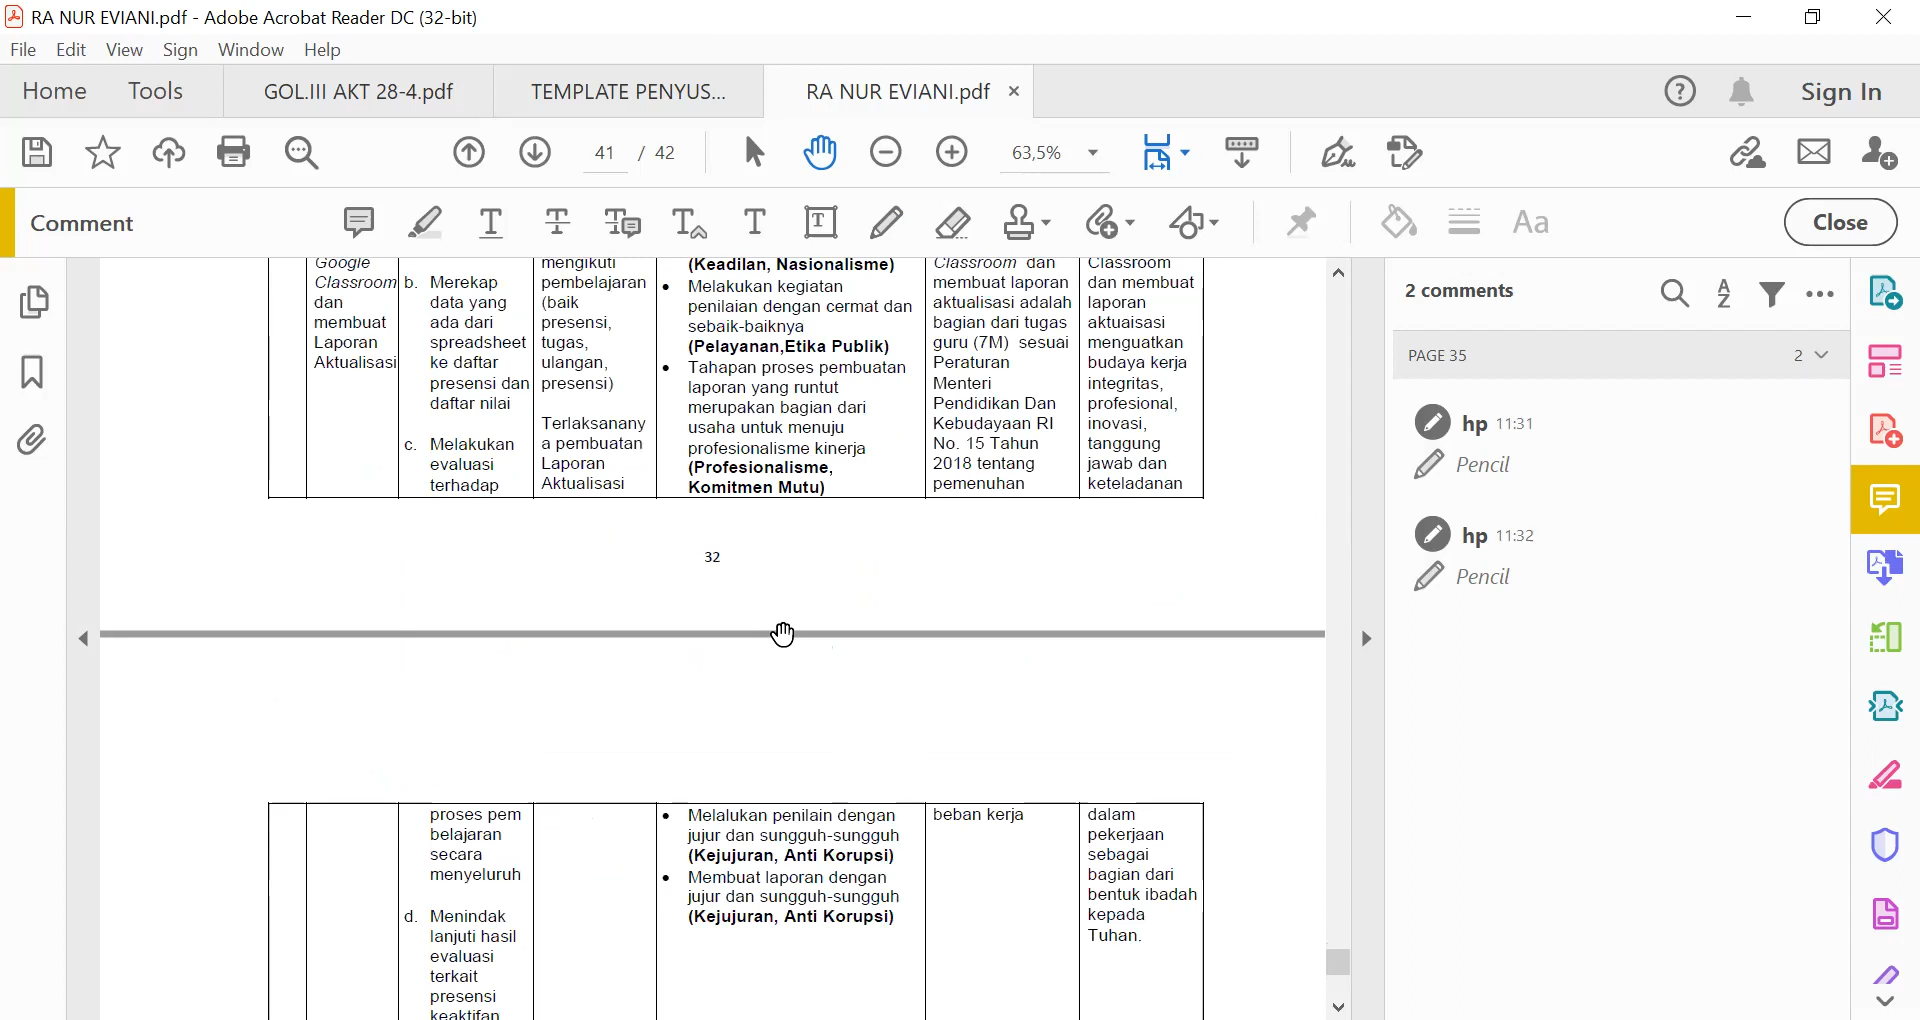 RA NUR EVIANI.pdf - Adobe Acrobat Reader DC (32-bit)
File Edit View Sign Window Help
Home Tools GOL.III AKT 28-4.pdf TEMPLATE PENYUS... RA NUR EVIANI.pdf × Sign In
41 / 42 63,5%
Comment Close
Google
Classroom
dan
membuat
Laporan
Aktualisasi
b. Merekap
data yang
ada dari
spreadsheet
ke daftar
presensi dan
daftar nilai
c. Melakukan
evaluasi
terhadap
mengikuti
pembelajaran
(baik
presensi,
tugas,
ulangan,
presensi)
Terlaksanany
a pembuatan
Laporan
Aktualisasi
(Keadilan, Nasionalisme)
• Melakukan kegiatan
penilaian dengan cermat dan
sebaik-baiknya
(Pelayanan,Etika Publik)
• Tahapan proses pembuatan
laporan yang runtut
merupakan bagian dari
usaha untuk menuju
profesionalisme kinerja
(Profesionalisme,
Komitmen Mutu)
Classroom dan
membuat laporan
aktualisasi adalah
bagian dari tugas
guru (7M) sesuai
Peraturan
Menteri
Pendidikan Dan
Kebudayaan RI
No. 15 Tahun
2018 tentang
pemenuhan
Classroom
dan membuat
laporan
aktuaisasi
menguatkan
budaya kerja
integritas,
profesional,
inovasi,
tanggung
jawab dan
keteladanan
32
proses pem
belajaran
secara
menyeluruh
d. Menindak
lanjuti hasil
evaluasi
terkait
presensi
keaktifan
• Melalukan penilain dengan
jujur dan sungguh-sungguh
(Kejujuran, Anti Korupsi)
• Membuat laporan dengan
jujur dan sungguh-sungguh
(Kejujuran, Anti Korupsi)
beban kerja
dalam
pekerjaan
sebagai
bagian dari
bentuk ibadah
kepada
Tuhan.
2 comments
PAGE 35 2
hp 11:31
Pencil
hp 11:32
Pencil